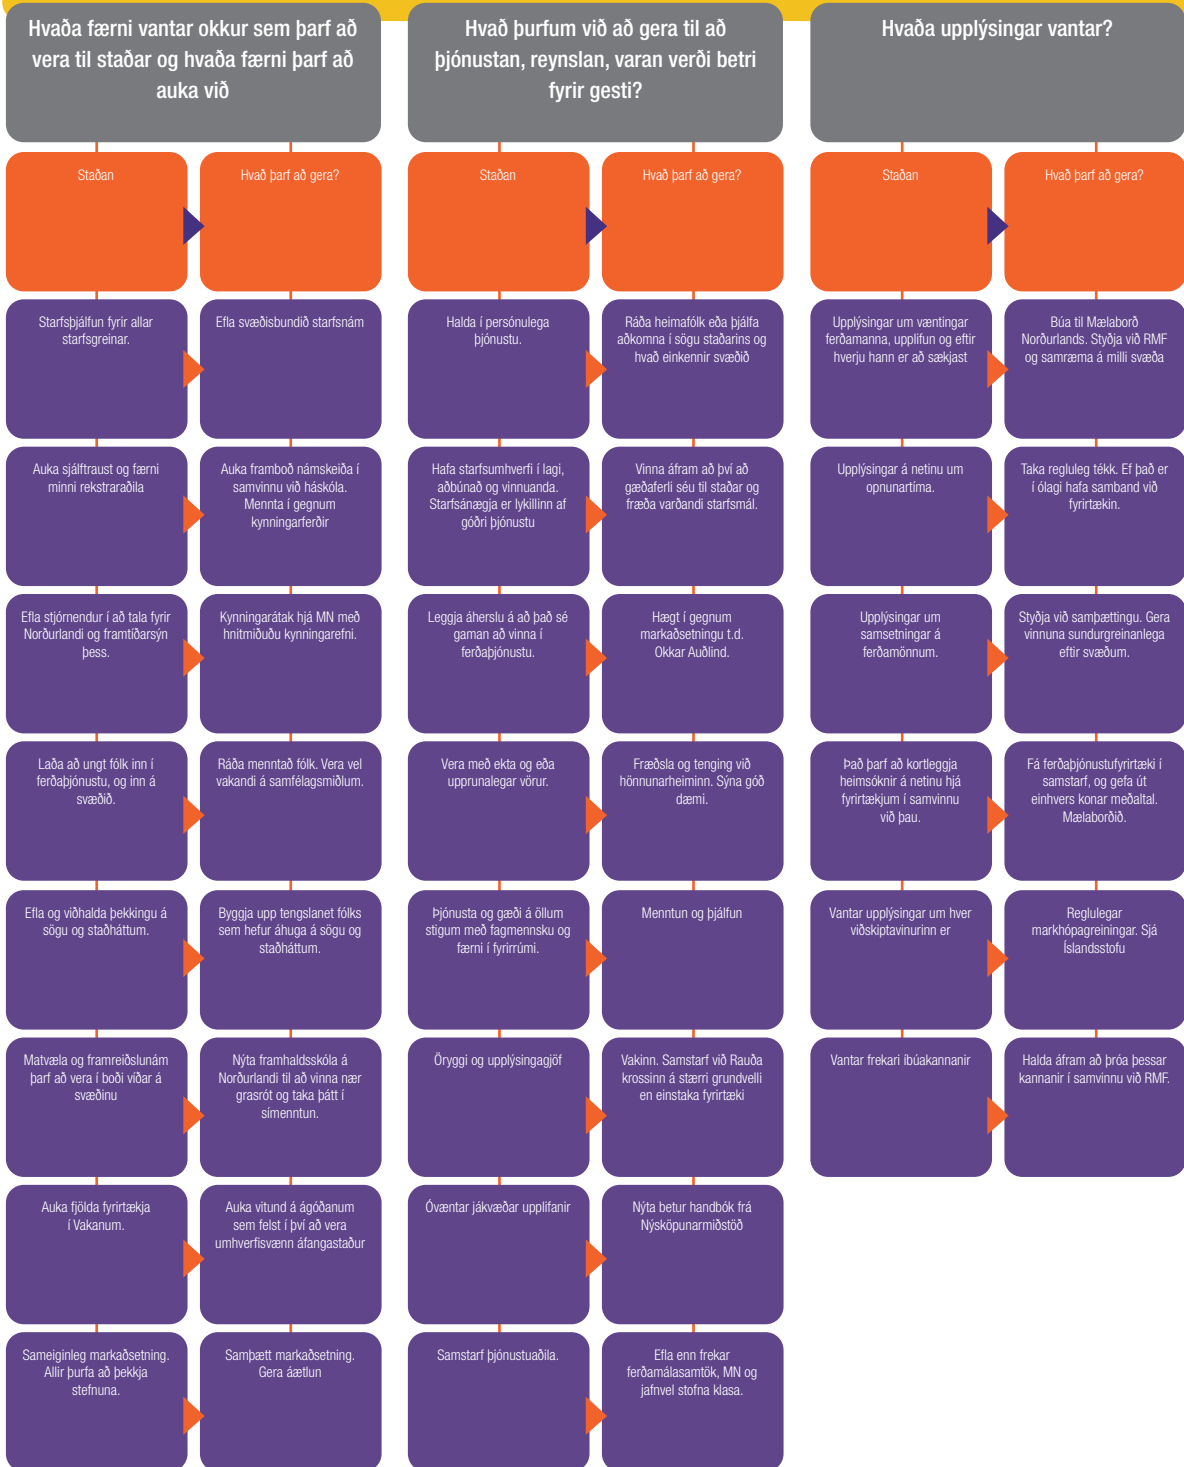 Hvaða færni vantar okkur sem þarf að
vera til staðar og hvaða færni þarf að
auka við
Staðan
Hvað þarf að gera?
Starfsþjálfun fyrir allar
starfsgreinar.
Efla svæðisbundið starfsnám
Auka sjálftraust og færni
minni rekstraraðila
Auka framboð námskeiða í
samvinnu við háskóla.
Mennta í gegnum
kynningarferðir
Efla stjórnendur í að tala fyrir
Norðurlandi og framtíðarsýn
þess.
Kynningarátak hjá MN með
hnitmiðuðu kynningarefni.
Laða að ungt fólk inn í
ferðaþjónustu, og inn á
svæðið.
Ráða menntað fólk. Vera vel
vakandi á samfélagsmiðlum.
Efla og viðhalda þekkingu á
sögu og staðháttum.
Byggja upp tengslanet fólks
sem hefur áhuga á sögu og
staðháttum.
Matvæla og framreiðslunám
þarf að vera í boði víðar á
svæðinu
Nýta framhaldsskóla á
Norðurlandi til að vinna nær
grasrót og taka þátt í
símenntun.
Auka fjölda fyrirtækja
í Vakanum.
Auka vitund á ágóðanum
sem felst í því að vera
umhverfisvænn áfangastaður
Sameiginleg markaðsetning.
Allir þurfa að þekkja
stefnuna.
Samþætt markaðsetning.
Gera áætlun
Hvað þurfum við að gera til að
þjónustan, reynslan, varan verði betri
fyrir gesti?
Staðan
Hvað þarf að gera?
Halda í persónulega
þjónustu.
Ráða heimafólk eða þjálfa
aðkomna í sögu staðarins og
hvað einkennir svæðið
Hafa starfsumhverfi í lagi,
aðbúnað og vinnuanda.
Starfsánægja er lykillinn af
góðri þjónustu
Vinna áfram að því að
gæðaferli séu til staðar og
fræða varðandi starfsmál.
Leggja áherslu á að það sé
gaman að vinna í
ferðaþjónustu.
Hægt í gegnum
markaðsetningu t.d.
Okkar Auðlind.
Vera með ekta og eða
upprunalegar vörur.
Fræðsla og tenging við
hönnunarheiminn. Sýna góð
dæmi.
Þjónusta og gæði á öllum
stigum með fagmennsku og
færni í fyrirrúmi.
Menntun og þjálfun
Öryggi og upplýsingagjöf
Vakinn. Samstarf við Rauða
krossinn á stærri grundvelli
en einstaka fyrirtæki
Óvæntar jákvæðar upplifanir
Nýta betur handbók frá
Nýsköpunarmiðstöð
Samstarf þjónustuaðila.
Efla enn frekar
ferðamálasamtök, MN og
jafnvel stofna klasa.
Hvaða upplýsingar vantar?
Staðan
Hvað þarf að gera?
Upplýsingar um væntingar
ferðamanna, upplifun og eftir
hverju hann er að sækjast
Búa til Mælaborð
Norðurlands. Styðja við RMF
og samræma á milli svæða
Upplýsingar á netinu um
opnunartíma.
Taka regluleg tékk. Ef það er
í ólagi hafa samband við
fyrirtækin.
Upplýsingar um
samsetningar á
ferðamönnum.
Styðja við samþættingu. Gera
vinnuna sundurgreinanlega
eftir svæðum.
Það þarf að kortleggja
heimsóknir á netinu hjá
fyrirtækjum í samvinnu
við þau.
Fá ferðaþjónustufyrirtæki í
samstarf, og gefa út
einhvers konar meðaltal.
Mælaborðið.
Vantar upplýsingar um hver
viðskiptavinurinn er
Reglulegar
markhópagreiningar. Sjá
Íslandsstofu
Vantar frekari íbúakannanir
Halda áfram að þróa þessar
kannanir í samvinnu við RMF.